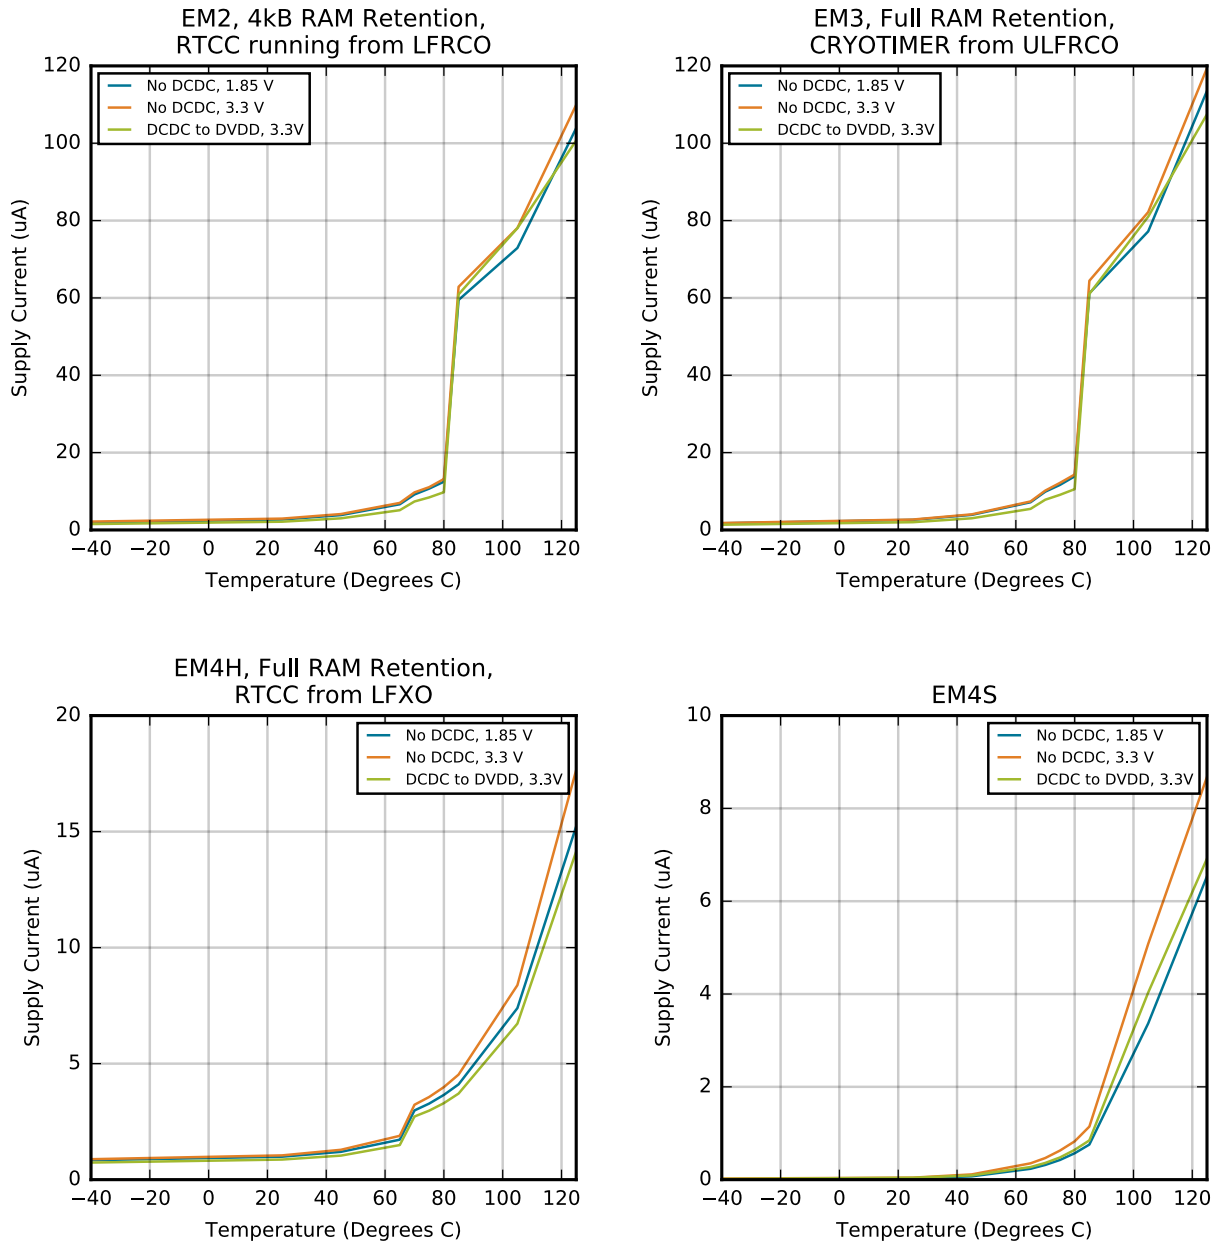 EM2, 4kB RAM Retention,
RTCC running from LFRCO
120
100
80
60
40
20
0
Supply Current (uA)
No DCDC, 1.85 V
No DCDC, 3.3 V
DCDC to DVDD, 3.3V
−40 −20 0 20 40 60 80 100 120
Temperature (Degrees C)
EM3, Full RAM Retention,
CRYOTIMER from ULFRCO
120
100
80
60
40
20
0
Supply Current (uA)
No DCDC, 1.85 V
No DCDC, 3.3 V
DCDC to DVDD, 3.3V
−40 −20 0 20 40 60 80 100 120
Temperature (Degrees C)
EM4H, Full RAM Retention,
RTCC from LFXO
20
15
10
5
0
Supply Current (uA)
No DCDC, 1.85 V
No DCDC, 3.3 V
DCDC to DVDD, 3.3V
−40 −20 0 20 40 60 80 100 120
Temperature (Degrees C)
EM4S
10
8
6
4
2
0
Supply Current (uA)
No DCDC, 1.85 V
No DCDC, 3.3 V
DCDC to DVDD, 3.3V
−40 −20 0 20 40 60 80 100 120
Temperature (Degrees C)